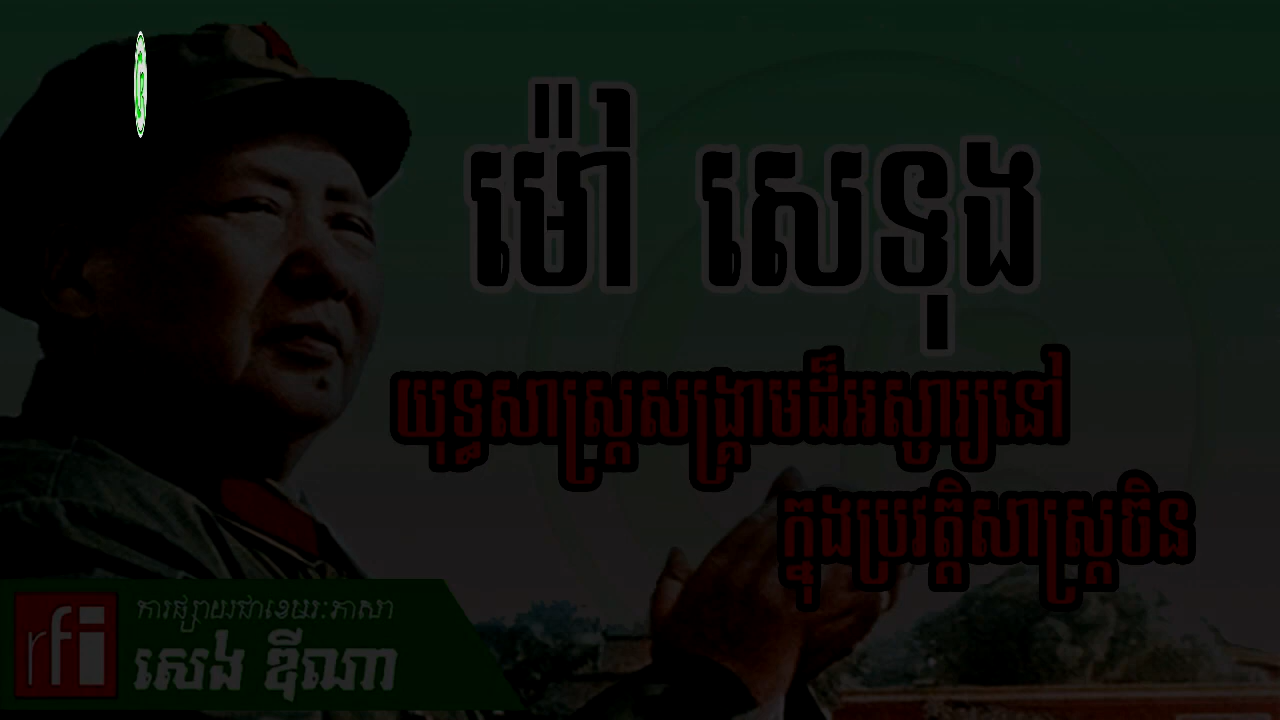 ម៉ៅ សេទុង
យុទ្ធសាស្ត្រសង្គ្រាមដ៏អស្ចារ្យនៅ
ក្នុងប្រវត្តិសាស្ត្រចិន
rfi
ការផ្សាយជាខេមរៈភាសា
សេង ឌីណា